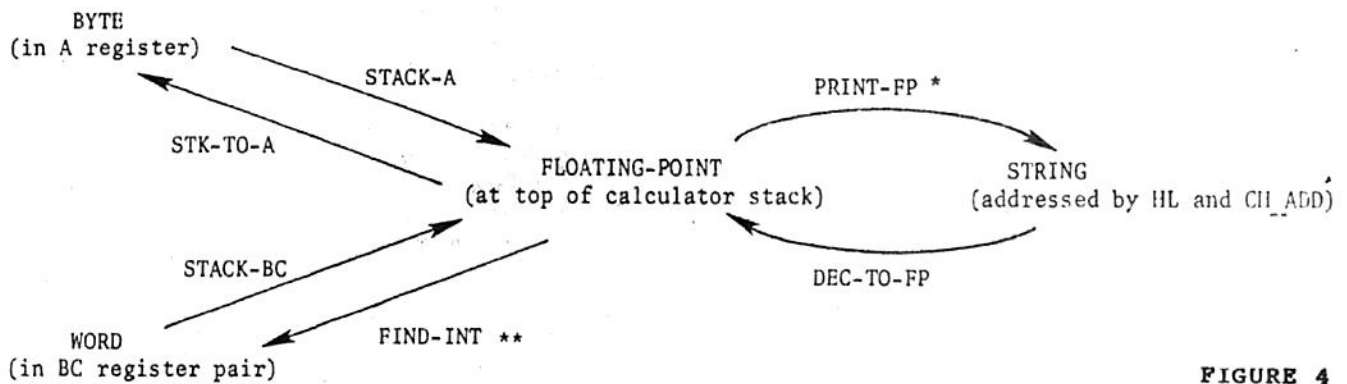 BYTE
(in A register)
STACK-A
PRINT-FP *
STK-TO-A
FLOATING-POINT
(at top of calculator stack)
STRING
(addressed by HL and CH_ADD)
STACK-BC
DEC-TO-FP
WORD
(in BC register pair)
FIND-INT **
FIGURE 4